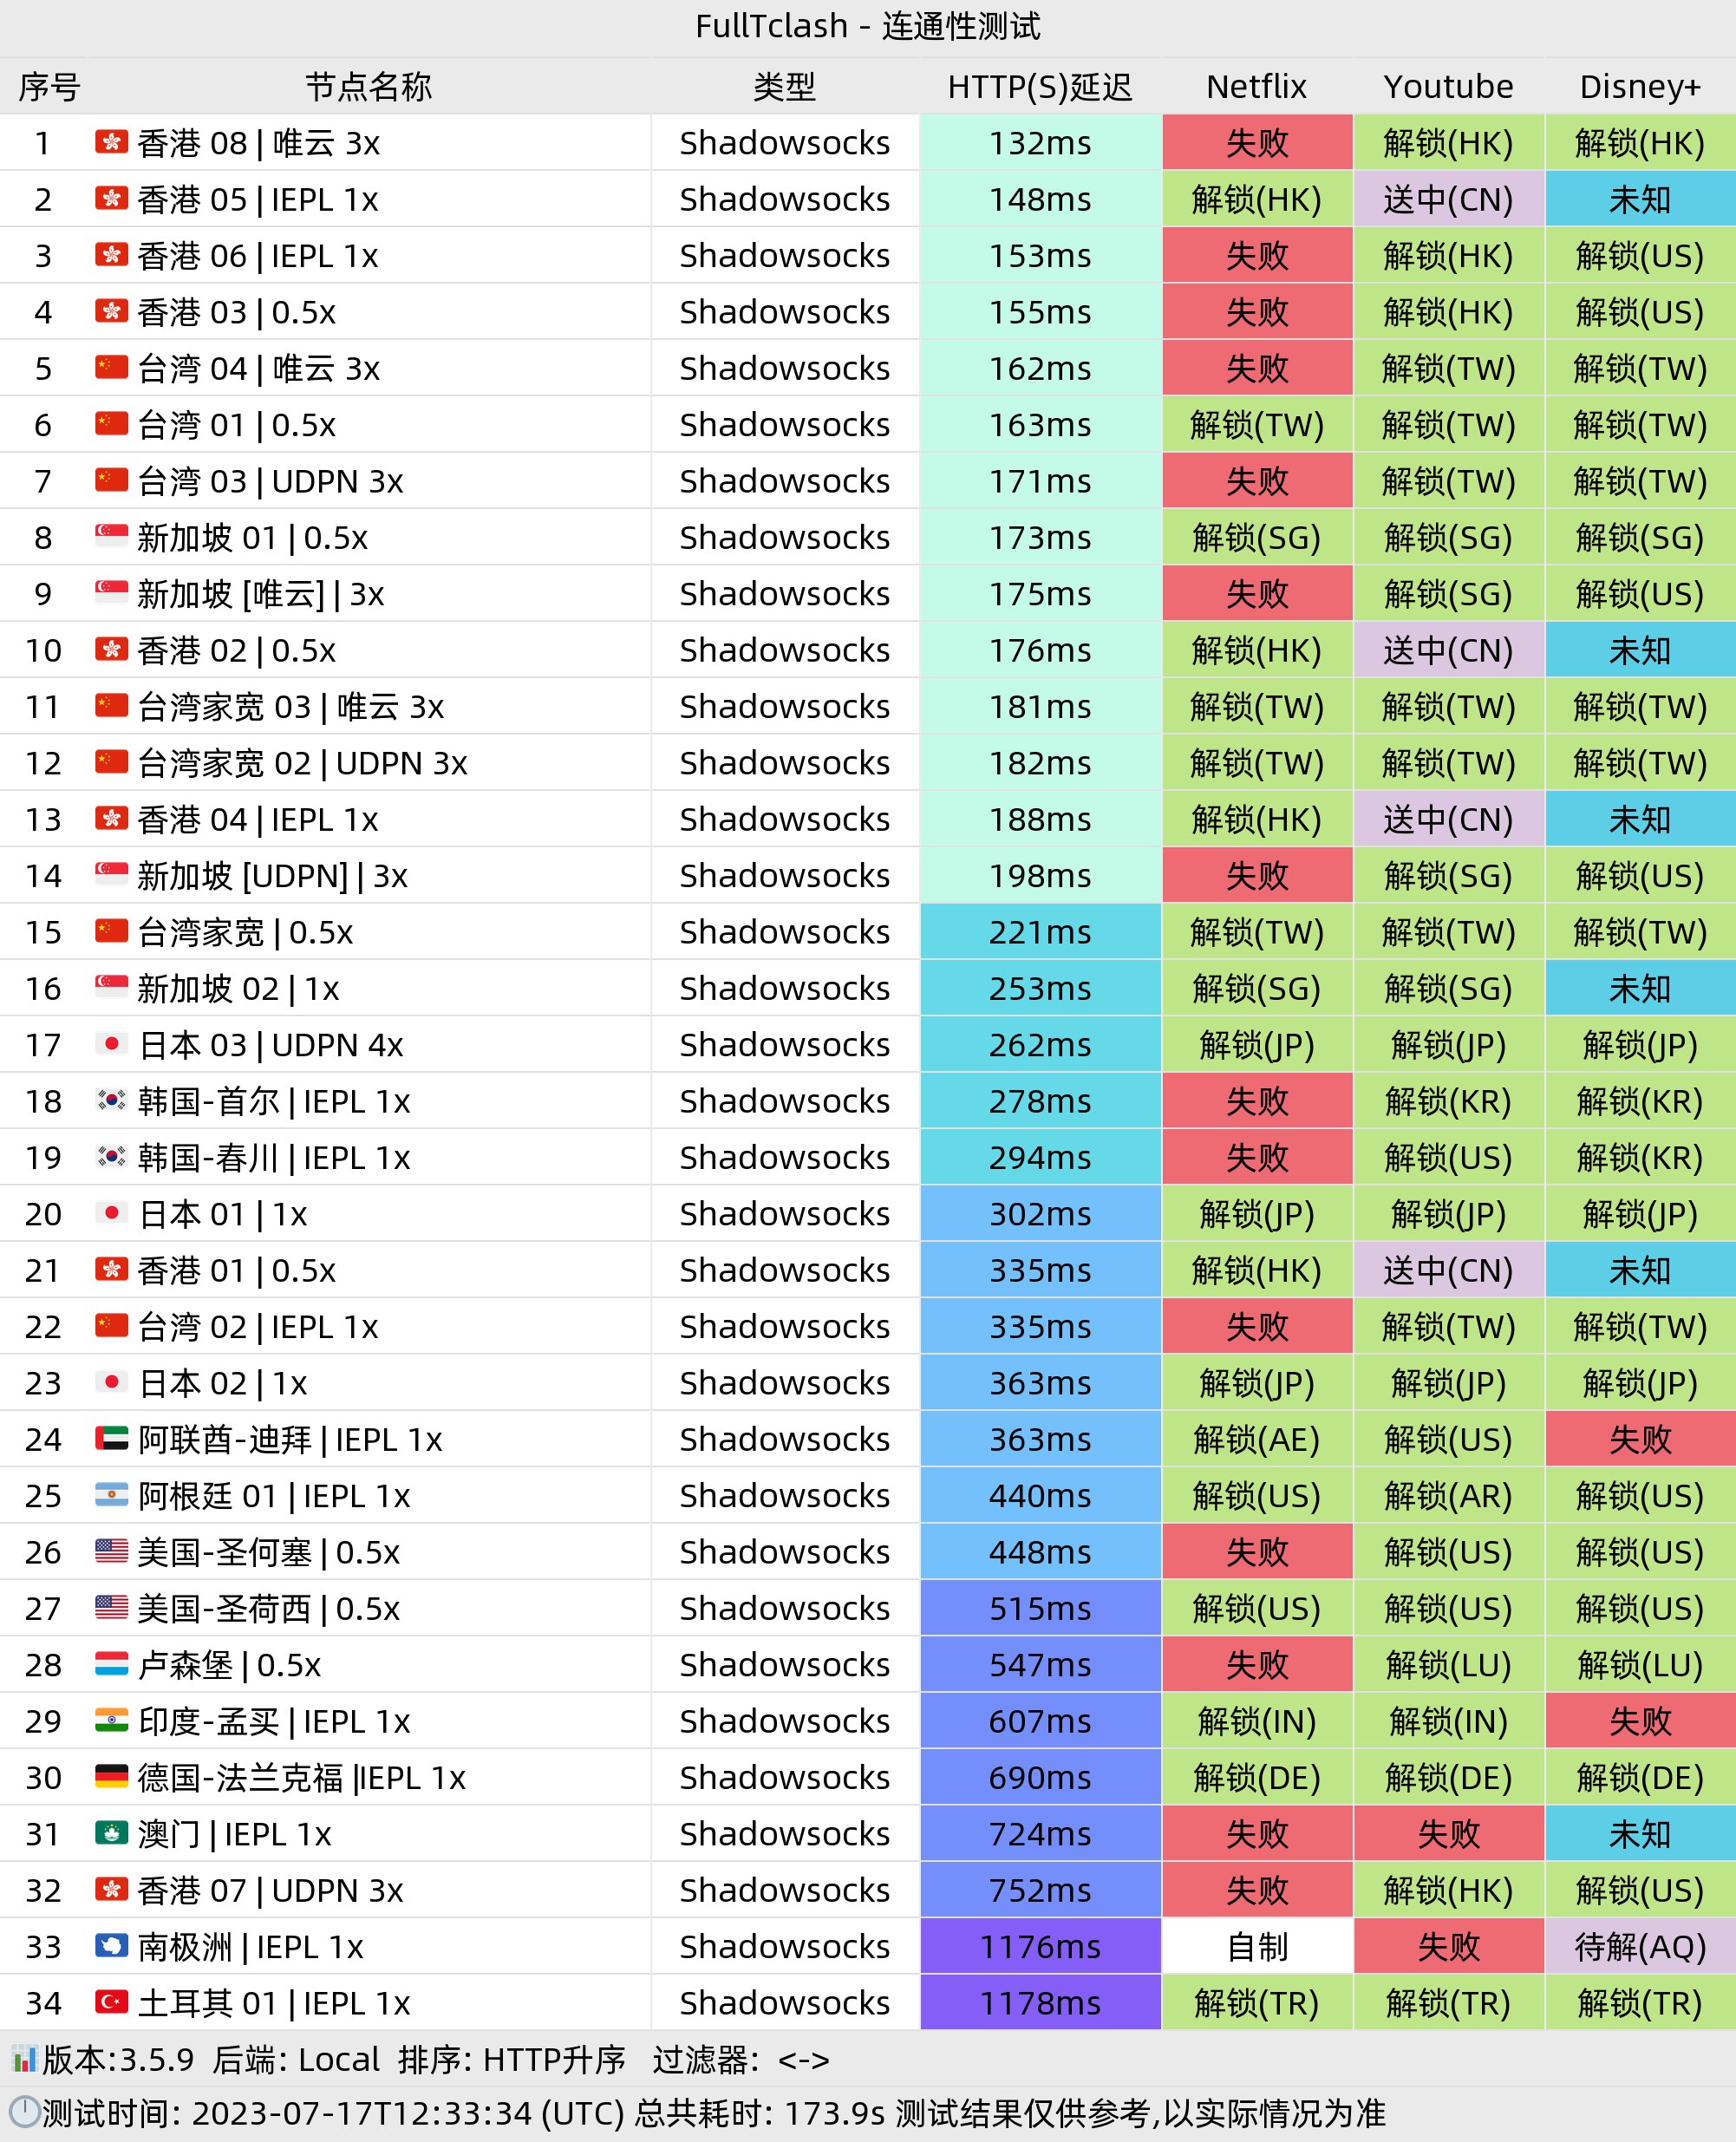 FullTclash - 连通性测试
序号 节点名称 类型 HTTP(S)延迟 Netflix Youtube Disney+
1 香港 08 | 唯云 3x Shadowsocks 132ms 失败 解锁(HK) 解锁(HK)
2 香港 05 | IEPL 1x Shadowsocks 148ms 解锁(HK) 送中(CN) 未知
3 香港 06 | IEPL 1x Shadowsocks 153ms 失败 解锁(HK) 解锁(US)
4 香港 03 | 0.5x Shadowsocks 155ms 失败 解锁(HK) 解锁(US)
5 台湾 04 | 唯云 3x Shadowsocks 162ms 失败 解锁(TW) 解锁(TW)
6 台湾 01 | 0.5x Shadowsocks 163ms 解锁(TW) 解锁(TW) 解锁(TW)
7 台湾 03 | UDPN 3x Shadowsocks 171ms 失败 解锁(TW) 解锁(TW)
8 新加坡 01 | 0.5x Shadowsocks 173ms 解锁(SG) 解锁(SG) 解锁(SG)
9 新加坡 [唯云] | 3x Shadowsocks 175ms 失败 解锁(SG) 解锁(US)
10 香港 02 | 0.5x Shadowsocks 176ms 解锁(HK) 送中(CN) 未知
11 台湾家宽 03 | 唯云 3x Shadowsocks 181ms 解锁(TW) 解锁(TW) 解锁(TW)
12 台湾家宽 02 | UDPN 3x Shadowsocks 182ms 解锁(TW) 解锁(TW) 解锁(TW)
13 香港 04 | IEPL 1x Shadowsocks 188ms 解锁(HK) 送中(CN) 未知
14 新加坡 [UDPN] | 3x Shadowsocks 198ms 失败 解锁(SG) 解锁(US)
15 台湾家宽 | 0.5x Shadowsocks 221ms 解锁(TW) 解锁(TW) 解锁(TW)
16 新加坡 02 | 1x Shadowsocks 253ms 解锁(SG) 解锁(SG) 未知
17 日本 03 | UDPN 4x Shadowsocks 262ms 解锁(JP) 解锁(JP) 解锁(JP)
18 韩国-首尔 | IEPL 1x Shadowsocks 278ms 失败 解锁(KR) 解锁(KR)
19 韩国-春川 | IEPL 1x Shadowsocks 294ms 失败 解锁(US) 解锁(KR)
20 日本 01 | 1x Shadowsocks 302ms 解锁(JP) 解锁(JP) 解锁(JP)
21 香港 01 | 0.5x Shadowsocks 335ms 解锁(HK) 送中(CN) 未知
22 台湾 02 | IEPL 1x Shadowsocks 335ms 失败 解锁(TW) 解锁(TW)
23 日本 02 | 1x Shadowsocks 363ms 解锁(JP) 解锁(JP) 解锁(JP)
24 阿联酋-迪拜 | IEPL 1x Shadowsocks 363ms 解锁(AE) 解锁(US) 失败
25 阿根廷 01 | IEPL 1x Shadowsocks 440ms 解锁(US) 解锁(AR) 解锁(US)
26 美国-圣何塞 | 0.5x Shadowsocks 448ms 失败 解锁(US) 解锁(US)
27 美国-圣荷西 | 0.5x Shadowsocks 515ms 解锁(US) 解锁(US) 解锁(US)
28 卢森堡 | 0.5x Shadowsocks 547ms 失败 解锁(LU) 解锁(LU)
29 印度-孟买 | IEPL 1x Shadowsocks 607ms 解锁(IN) 解锁(IN) 失败
30 德国-法兰克福 |IEPL 1x Shadowsocks 690ms 解锁(DE) 解锁(DE) 解锁(DE)
31 澳门 | IEPL 1x Shadowsocks 724ms 失败 失败 未知
32 香港 07 | UDPN 3x Shadowsocks 752ms 失败 解锁(HK) 解锁(US)
33 南极洲 | IEPL 1x Shadowsocks 1176ms 自制 失败 待解(AQ)
34 土耳其 01 | IEPL 1x Shadowsocks 1178ms 解锁(TR) 解锁(TR) 解锁(TR)
版本:3.5.9 后端: Local 排序: HTTP升序 过滤器: <->
测试时间: 2023-07-17T12:33:34 (UTC) 总共耗时: 173.9s 测试结果仅供参考,以实际情况为准